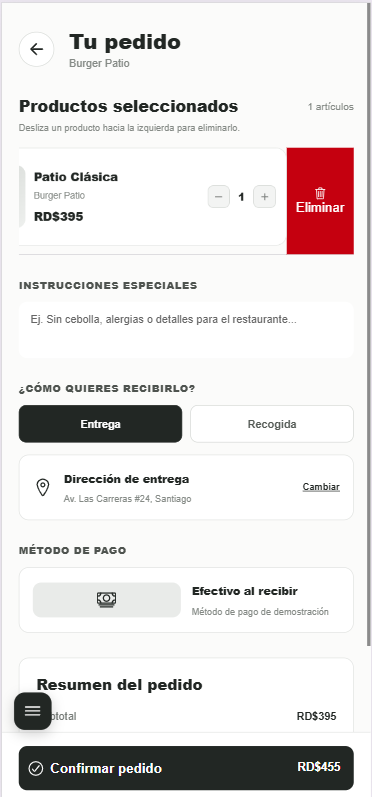 Tu pedido
Burger Patio
Productos seleccionados
1 artículos
Desliza un producto hacia la izquierda para eliminarlo.
Patio Clásica
Burger Patio
RD$395
− 1 +
Eliminar
INSTRUCCIONES ESPECIALES
Ej. Sin cebolla, alergias o detalles para el restaurante...
¿CÓMO QUIERES RECIBIRLO?
Entrega
Recogida
Dirección de entrega
Av. Las Carreras #24, Santiago
Cambiar
MÉTODO DE PAGO
Efectivo al recibir
Método de pago de demostración
Resumen del pedido
RD$395
Confirmar pedido
RD$455